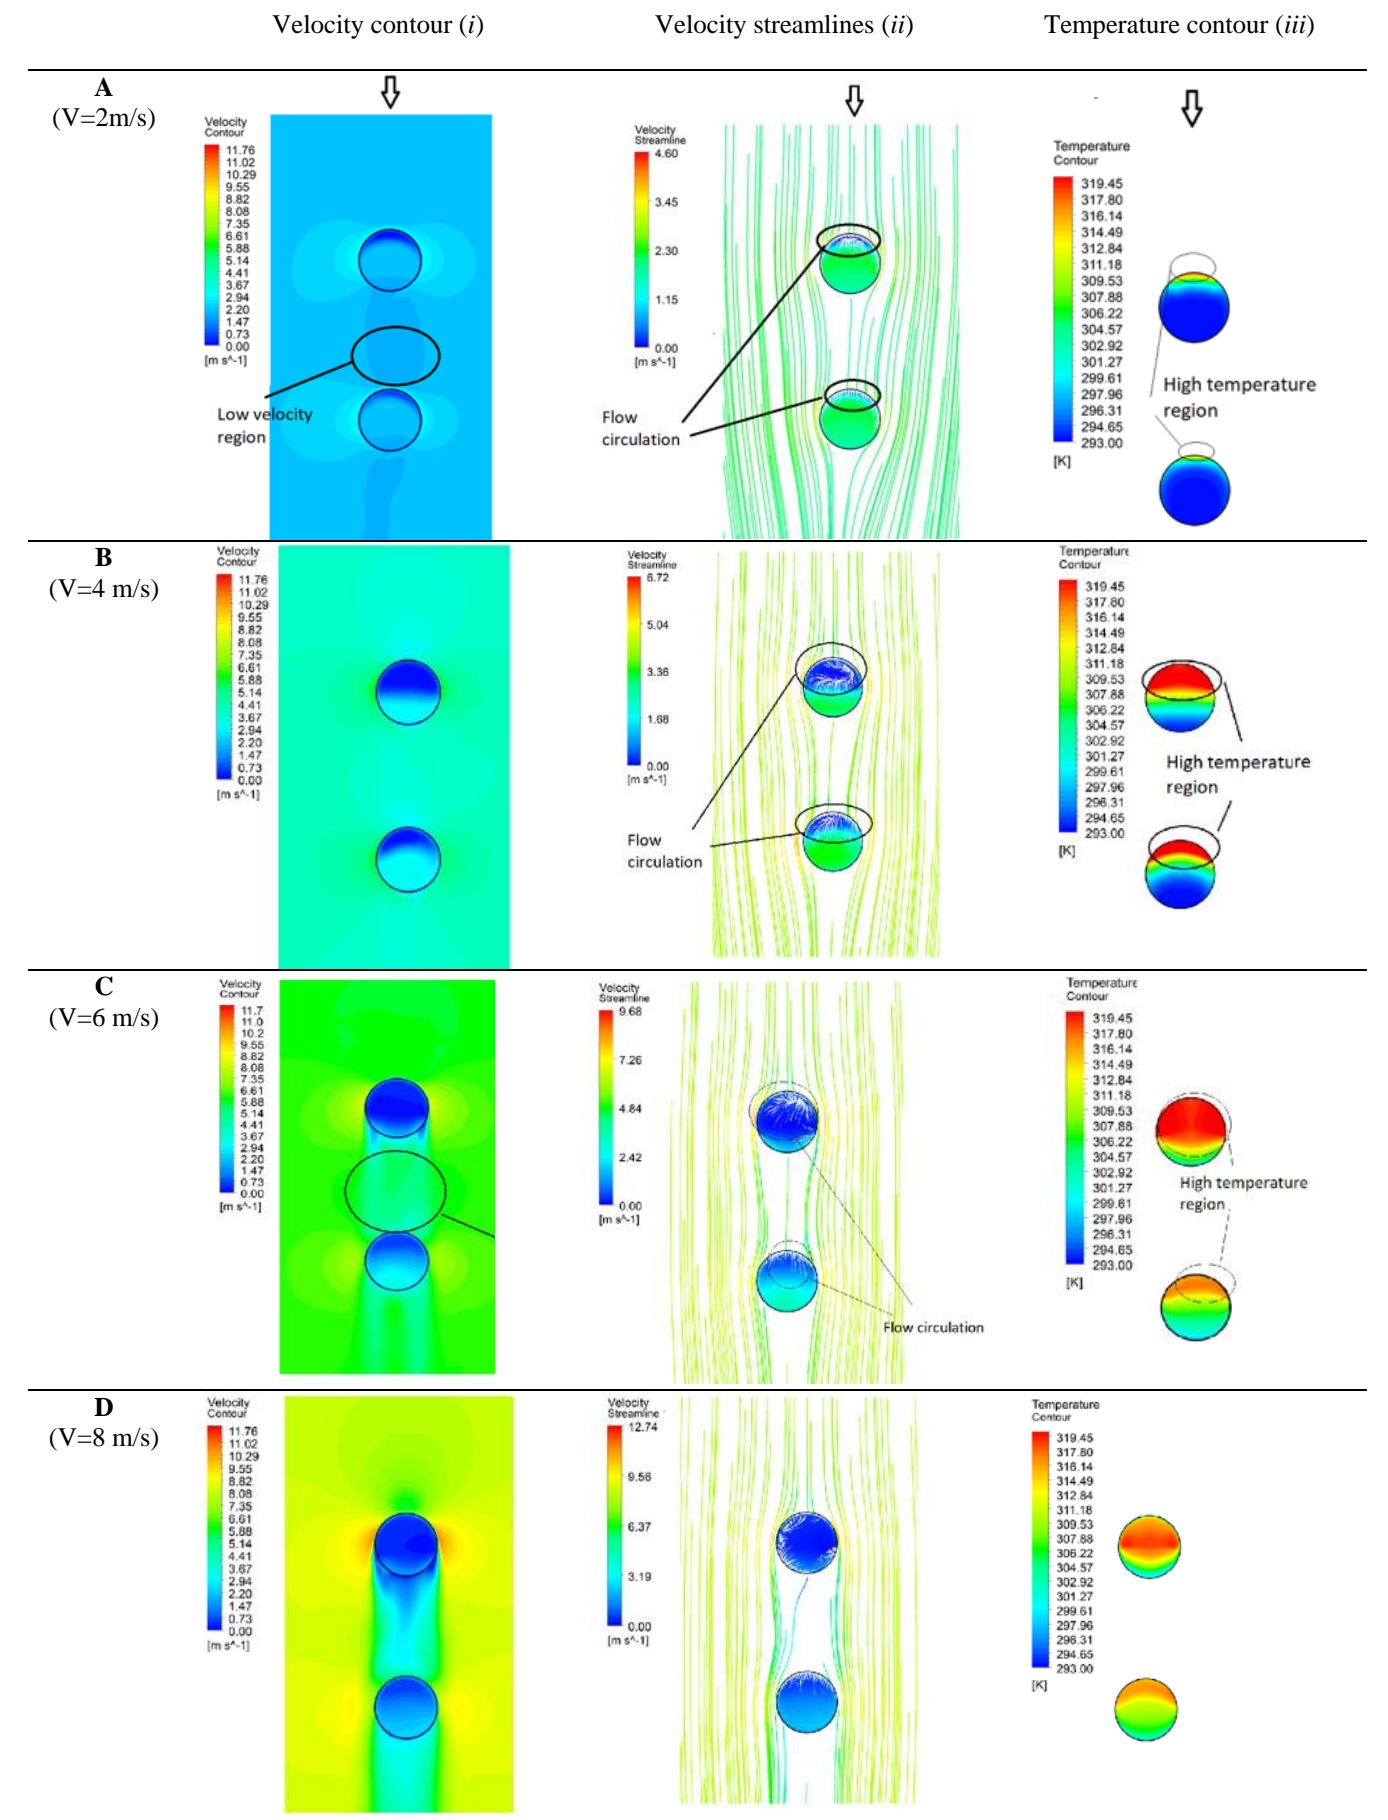 Velocity contour (i)
Velocity streamlines (ii)
Temperature contour (iii)
A
(V=2m/s)
Velocity
Contour
11.76
11.02
10.29
9.55
8.82
8.08
7.35
6.61
5.88
5.14
4.41
3.67
2.94
2.20
1.47
0.73
0.00
[m s^-1]
Low velocity
region
Velocity
Streamline
4.60
3.45
2.30
1.15
0.00
[m s^-1]
Flow
circulation
Temperature
Contour
319.45
317.80
316.14
314.49
312.84
311.18
309.53
307.88
306.22
304.57
302.92
301.27
299.61
297.96
296.31
294.65
293.00
[K]
High temperature
region
B
(V=4 m/s)
Velocity
Contour
11.76
11.02
10.29
9.55
8.82
8.08
7.35
6.61
5.88
5.14
4.41
3.67
2.94
2.20
1.47
0.73
0.00
[m s^-1]
Velocity
Streamline
6.72
5.04
3.36
1.68
0.00
[m s^-1]
Flow
circulation
Temperature
Contour
319.45
317.80
316.14
314.49
312.84
311.18
309.53
307.88
306.22
304.57
302.92
301.27
299.61
297.96
296.31
294.65
293.00
[K]
High temperature
region
C
(V=6 m/s)
Velocity
Contour
11.7
11.0
10.2
9.55
8.82
8.08
7.35
6.61
5.88
5.14
4.41
3.67
2.94
2.20
1.47
0.73
0.00
[m s^-1]
Velocity
Streamline
9.68
7.26
4.84
2.42
0.00
[m s^-1]
Flow circulation
Temperature
Contour
319.45
317.80
316.14
314.49
312.84
311.18
309.53
307.88
306.22
304.57
302.92
301.27
299.61
297.96
296.31
294.65
293.00
[K]
High temperature
region
D
(V=8 m/s)
Velocity
Contour
11.76
11.02
10.29
9.55
8.82
8.08
7.35
6.61
5.88
5.14
4.41
3.67
2.94
2.20
1.47
0.73
0.00
[m s^-1]
Velocity
Streamline
12.74
9.56
6.37
3.19
0.00
[m s^-1]
Temperature
Contour
319.45
317.80
316.14
314.49
312.84
311.18
309.53
307.88
306.22
304.57
302.92
301.27
299.61
297.96
296.31
294.65
293.00
[K]